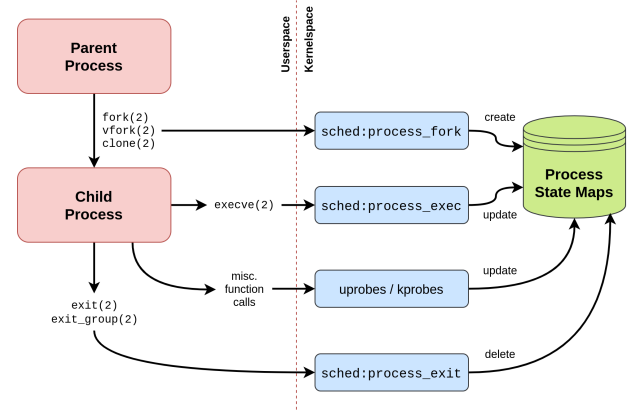 Parent
Process
Userspace
Kernelspace
fork(2)
vfork(2)
clone(2)
sched:process_fork
create
Process
State Maps
Child
Process
execve(2)
sched:process_exec
update
misc.
function
calls
uprobes / kprobes
update
exit(2)
exit_group(2)
sched:process_exit
delete